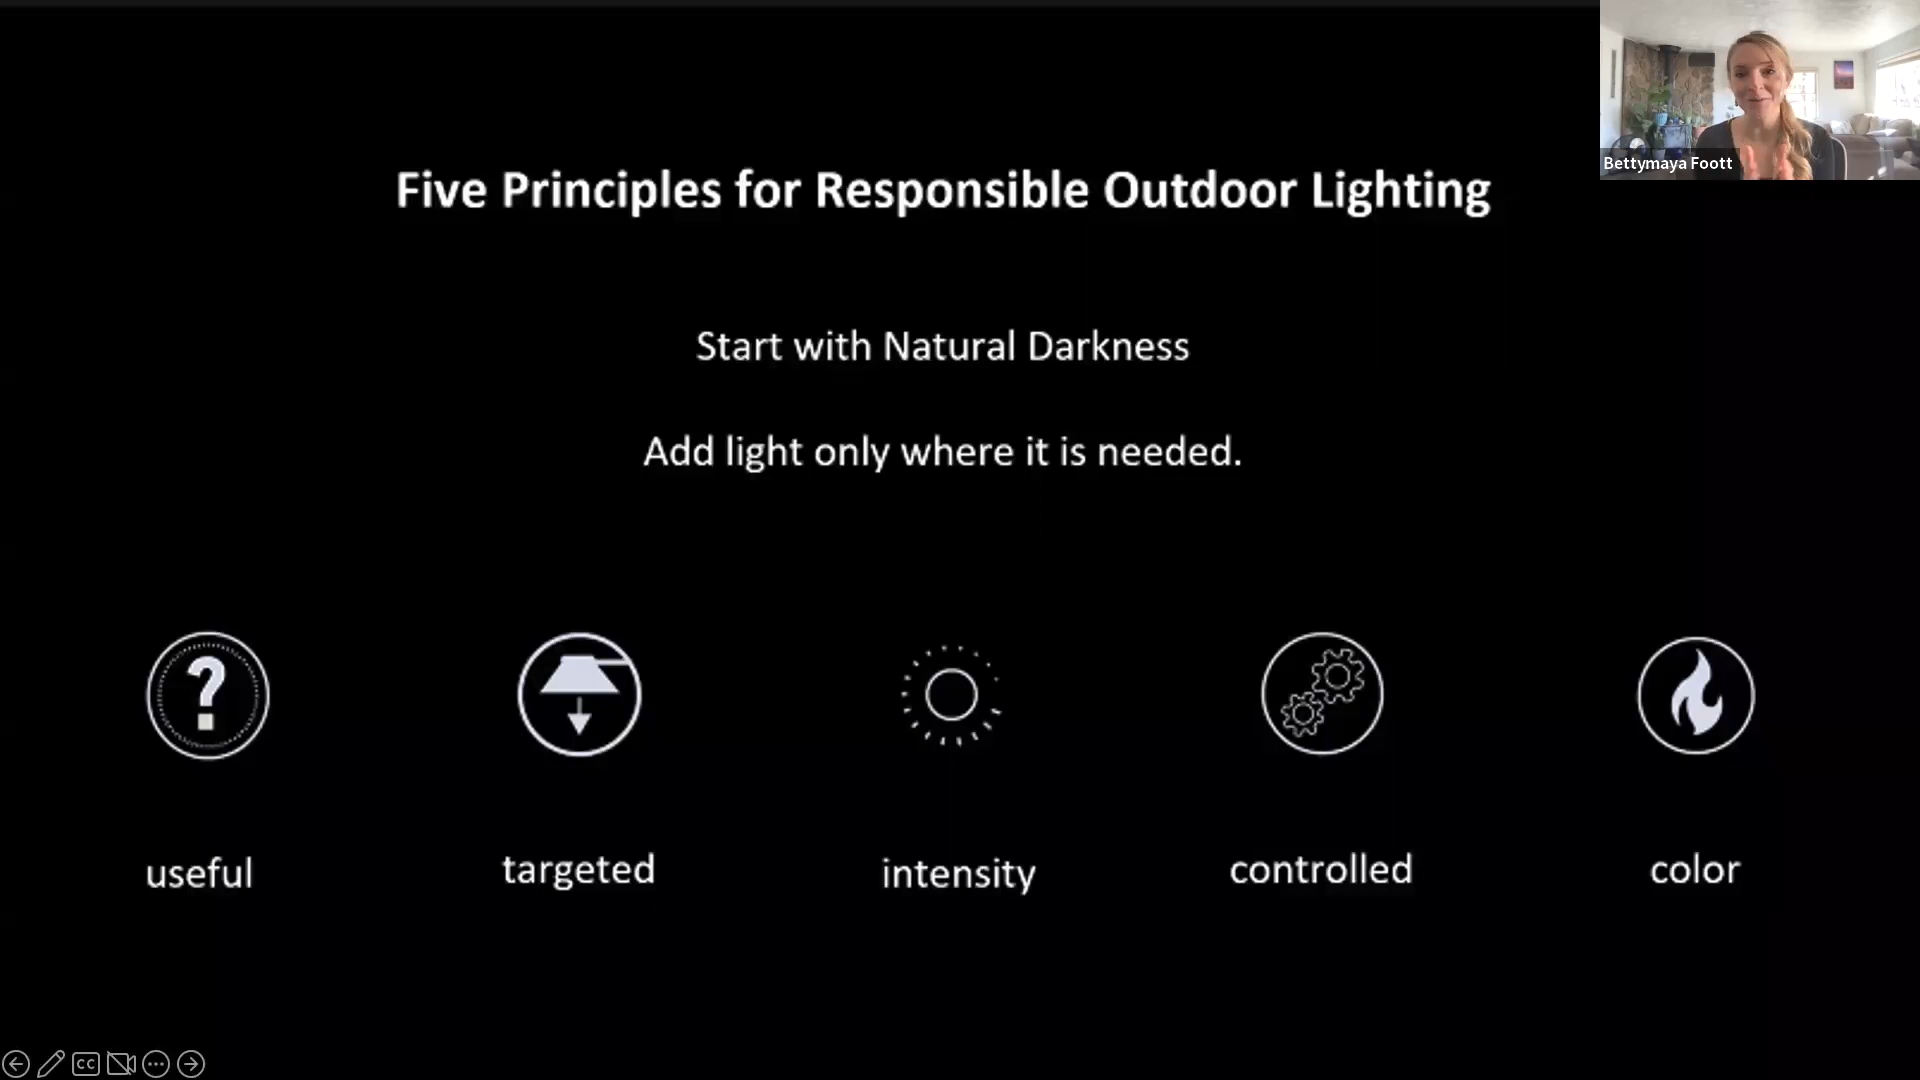 Bettymaya Foott
Five Principles for Responsible Outdoor Lighting
Start with Natural Darkness
Add light only where it is needed.
?
useful
targeted
intensity
controlled
color
CC